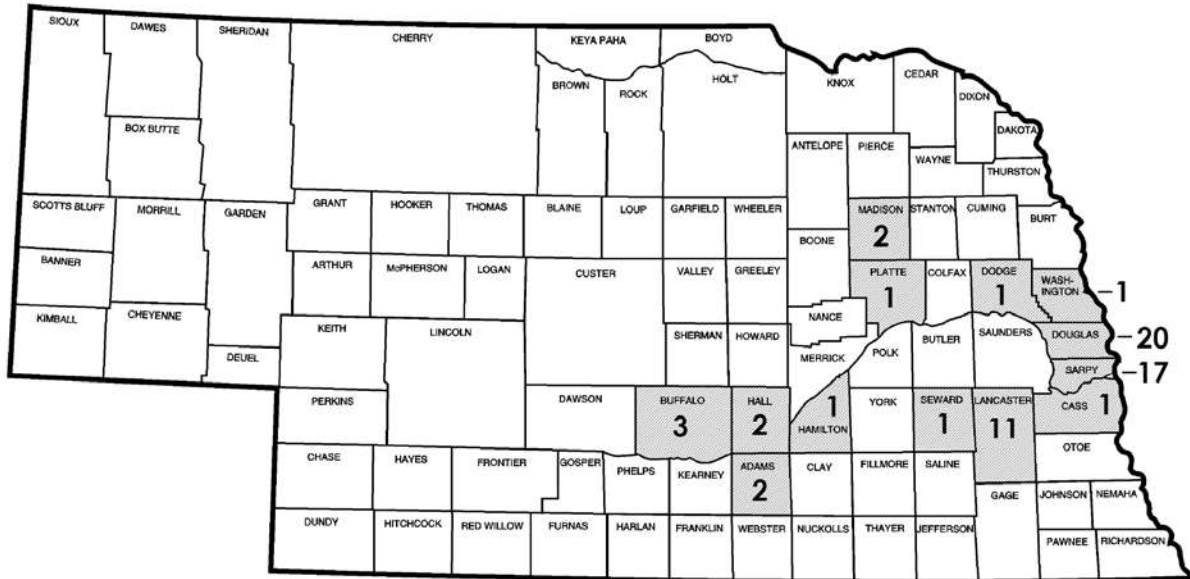 SIOUX
DAWES
SHERIDAN
CHERRY
KEYA PAHA
BOYD
BROWN
ROCK
HOLT
KNOX
CEDAR
DIXON
DAKOTA
BOX BUTTE
ANTELOPE
PIERCE
WAYNE
THURSTON
SCOTTS BLUFF
MORRILL
GARDEN
GRANT
HOOKER
THOMAS
BLAINE
LOUP
GARFIELD
WHEELER
BOONE
MADISON
2
STANTON
CUMING
BURT
BANNER
ARTHUR
McPHERSON
LOGAN
CUSTER
VALLEY
GREELEY
PLATTE
1
COLFAX
DODGE
1
WASH-
INGTON
–1
KIMBALL
CHEYENNE
DEUEL
KEITH
LINCOLN
SHERMAN
HOWARD
NANCE
MERRICK
POLK
BUTLER
SAUNDERS
DOUGLAS
–20
SARPY
–17
PERKINS
DAWSON
BUFFALO
3
HALL
2
1
HAMILTON
YORK
SEWARD
1
LANCASTER
11
CASS 1
OTOE
CHASE
HAYES
FRONTIER
GOSPER
PHELPS
KEARNEY
ADAMS
2
CLAY
FILLMORE
SALINE
GAGE
JOHNSON
NEMAHA
DUNDY
HITCHCOCK
RED WILLOW
FURNAS
HARLAN
FRANKLIN
WEBSTER
NUCKOLLS
THAYER
JEFFERSON
PAWNEE
RICHARDSON